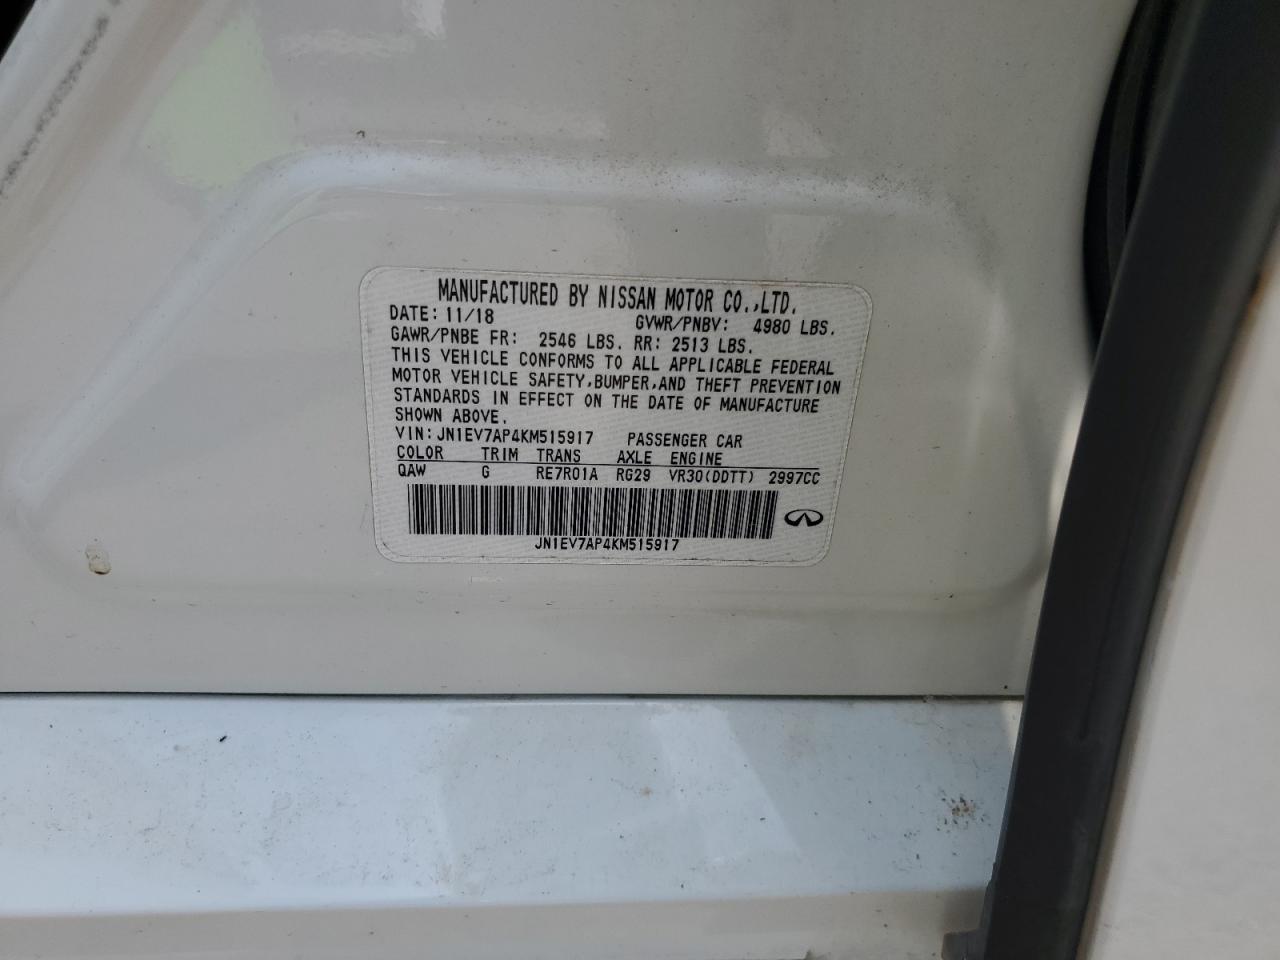 MANUFACTURED BY NISSAN MOTOR CO.,LTD.
DATE: 11/18 GVWR/PNBV: 4980 LBS.
GAWR/PNBE FR: 2546 LBS. RR: 2513 LBS.
THIS VEHICLE CONFORMS TO ALL APPLICABLE FEDERAL
MOTOR VEHICLE SAFETY,BUMPER,AND THEFT PREVENTION
STANDARDS IN EFFECT ON THE DATE OF MANUFACTURE
SHOWN ABOVE.
VIN:JN1EV7AP4KM515917 PASSENGER CAR
COLOR TRIM TRANS AXLE ENGINE
QAW G RE7R01A RG29 VR30(DDTT) 2997CC
JN1EV7AP4KM515917